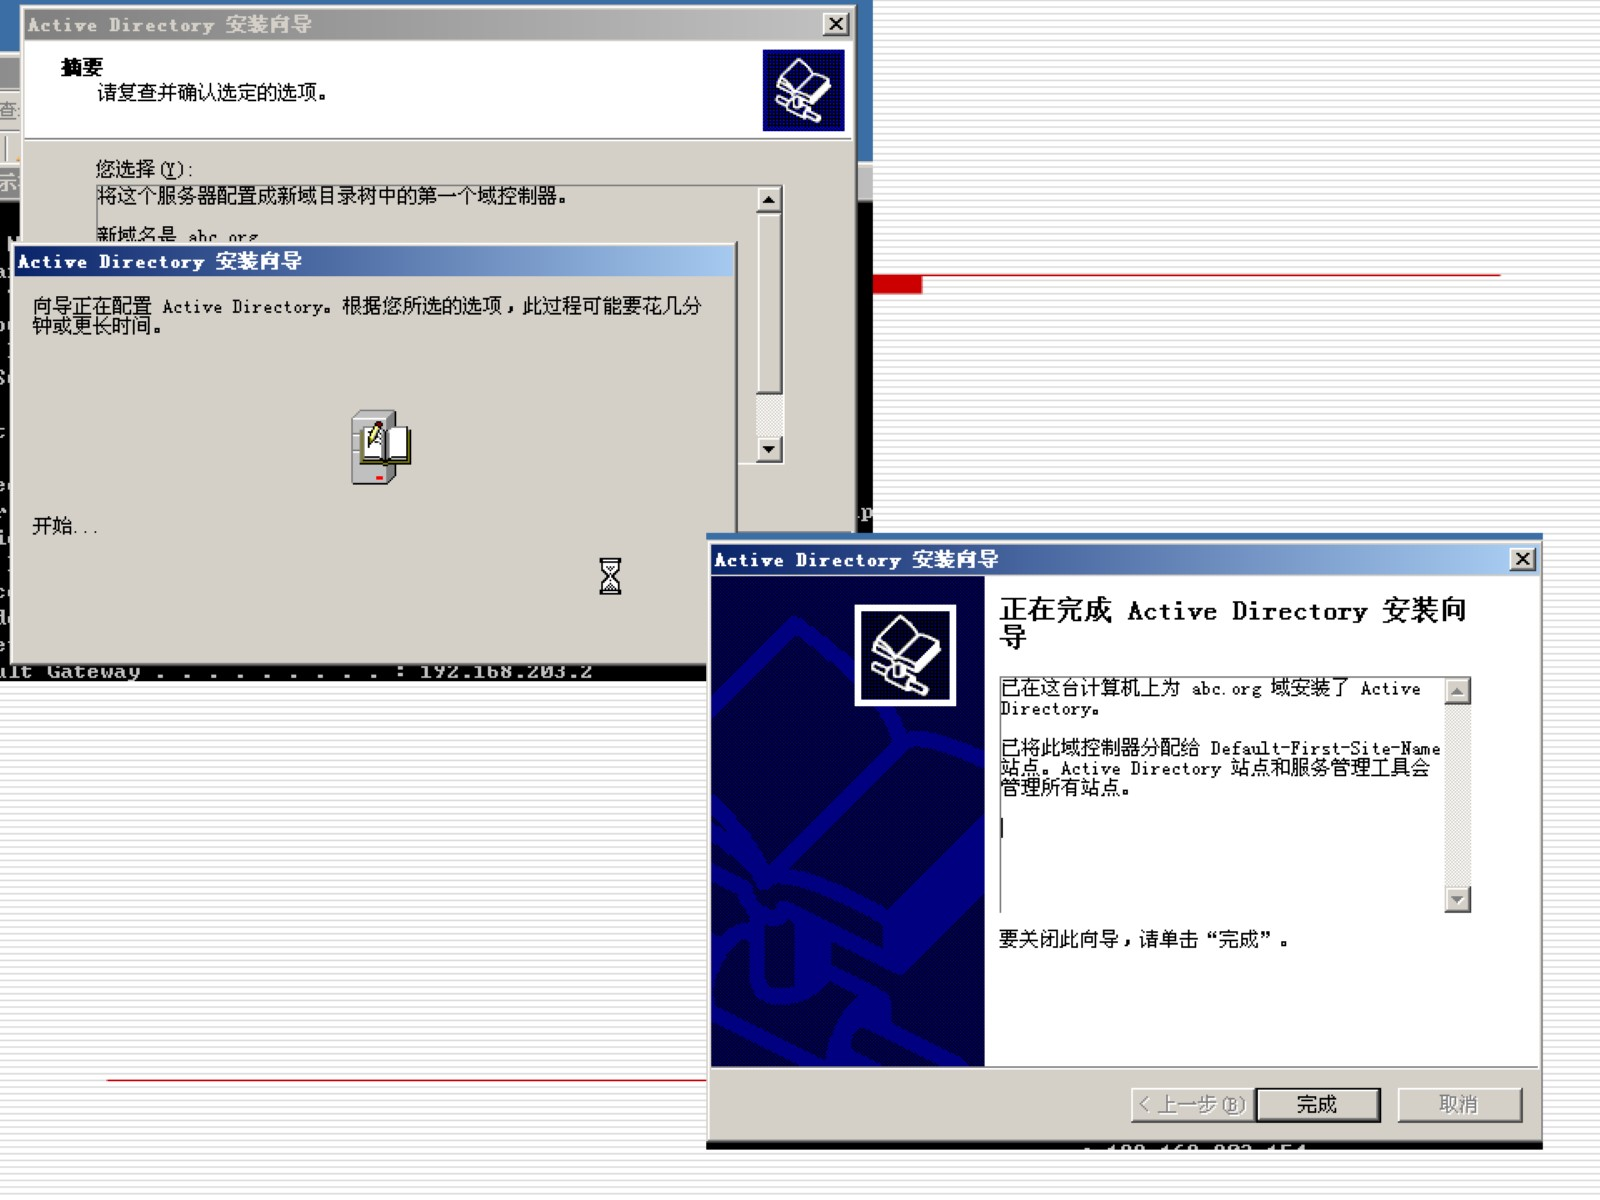 Active Directory 安装向导
摘要
请复查并确认选定的选项。
您选择(Y):
将这个服务器配置成新域目录树中的第一个域控制器。
新域名是 abc.org
Active Directory 安装向导
向导正在配置 Active Directory。根据您所选的选项，此过程可能要花几分
钟或更长时间。
开始...
ult Gateway . . . . . . . . . : 192.168.203.2
Active Directory 安装向导
正在完成 Active Directory 安装向
导
已在这台计算机上为 abc.org 域安装了 Active
Directory。
已将此域控制器分配给 Default-First-Site-Name
站点。Active Directory 站点和服务管理工具会
管理所有站点。
要关闭此向导，请单击“完成”。
< 上一步(B)
完成
取消